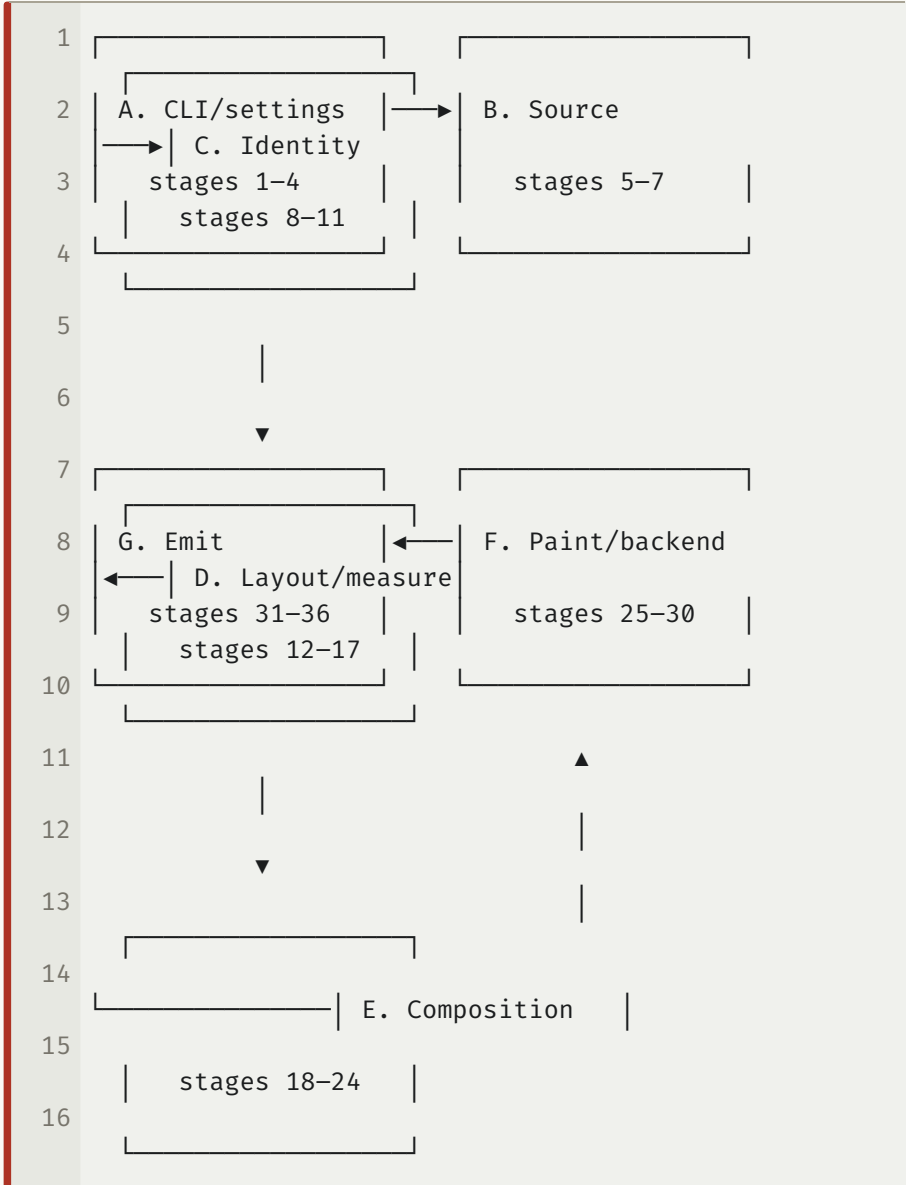 1
2 A. CLI/settings B. Source
C. Identity
3 stages 1–4 stages 5–7
stages 8–11
4
5
6
7
8 G. Emit F. Paint/backend
D. Layout/measure
9 stages 31–36 stages 25–30
stages 12–17
10
11
12
13
14
E. Composition
15
stages 18–24
16